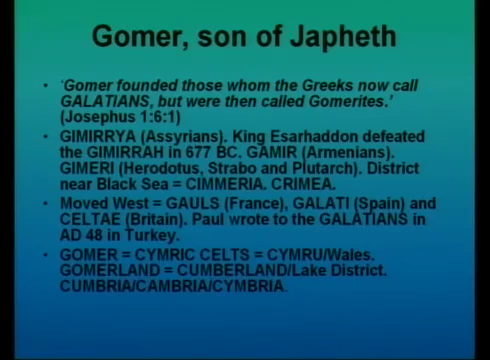 Gomer, son of Japheth
• ‘Gomer founded those whom the Greeks now call
GALATIANS, but were then called Gomerites.’
(Josephus 1:6:1)
• GIMIRRYA (Assyrians). King Esarhaddon defeated
the GIMIRRAH in 677 BC. GAMIR (Armenians).
GIMERI (Herodotus, Strabo and Plutarch). District
near Black Sea = CIMMERIA. CRIMEA.
• Moved West = GAULS (France), GALATI (Spain) and
CELTAE (Britain). Paul wrote to the GALATIANS in
AD 48 in Turkey.
• GOMER = CYMRIC CELTS = CYMRU/Wales.
GOMERLAND = CUMBERLAND/Lake District.
CUMBRIA/CAMBRIA/CYMBRIA.